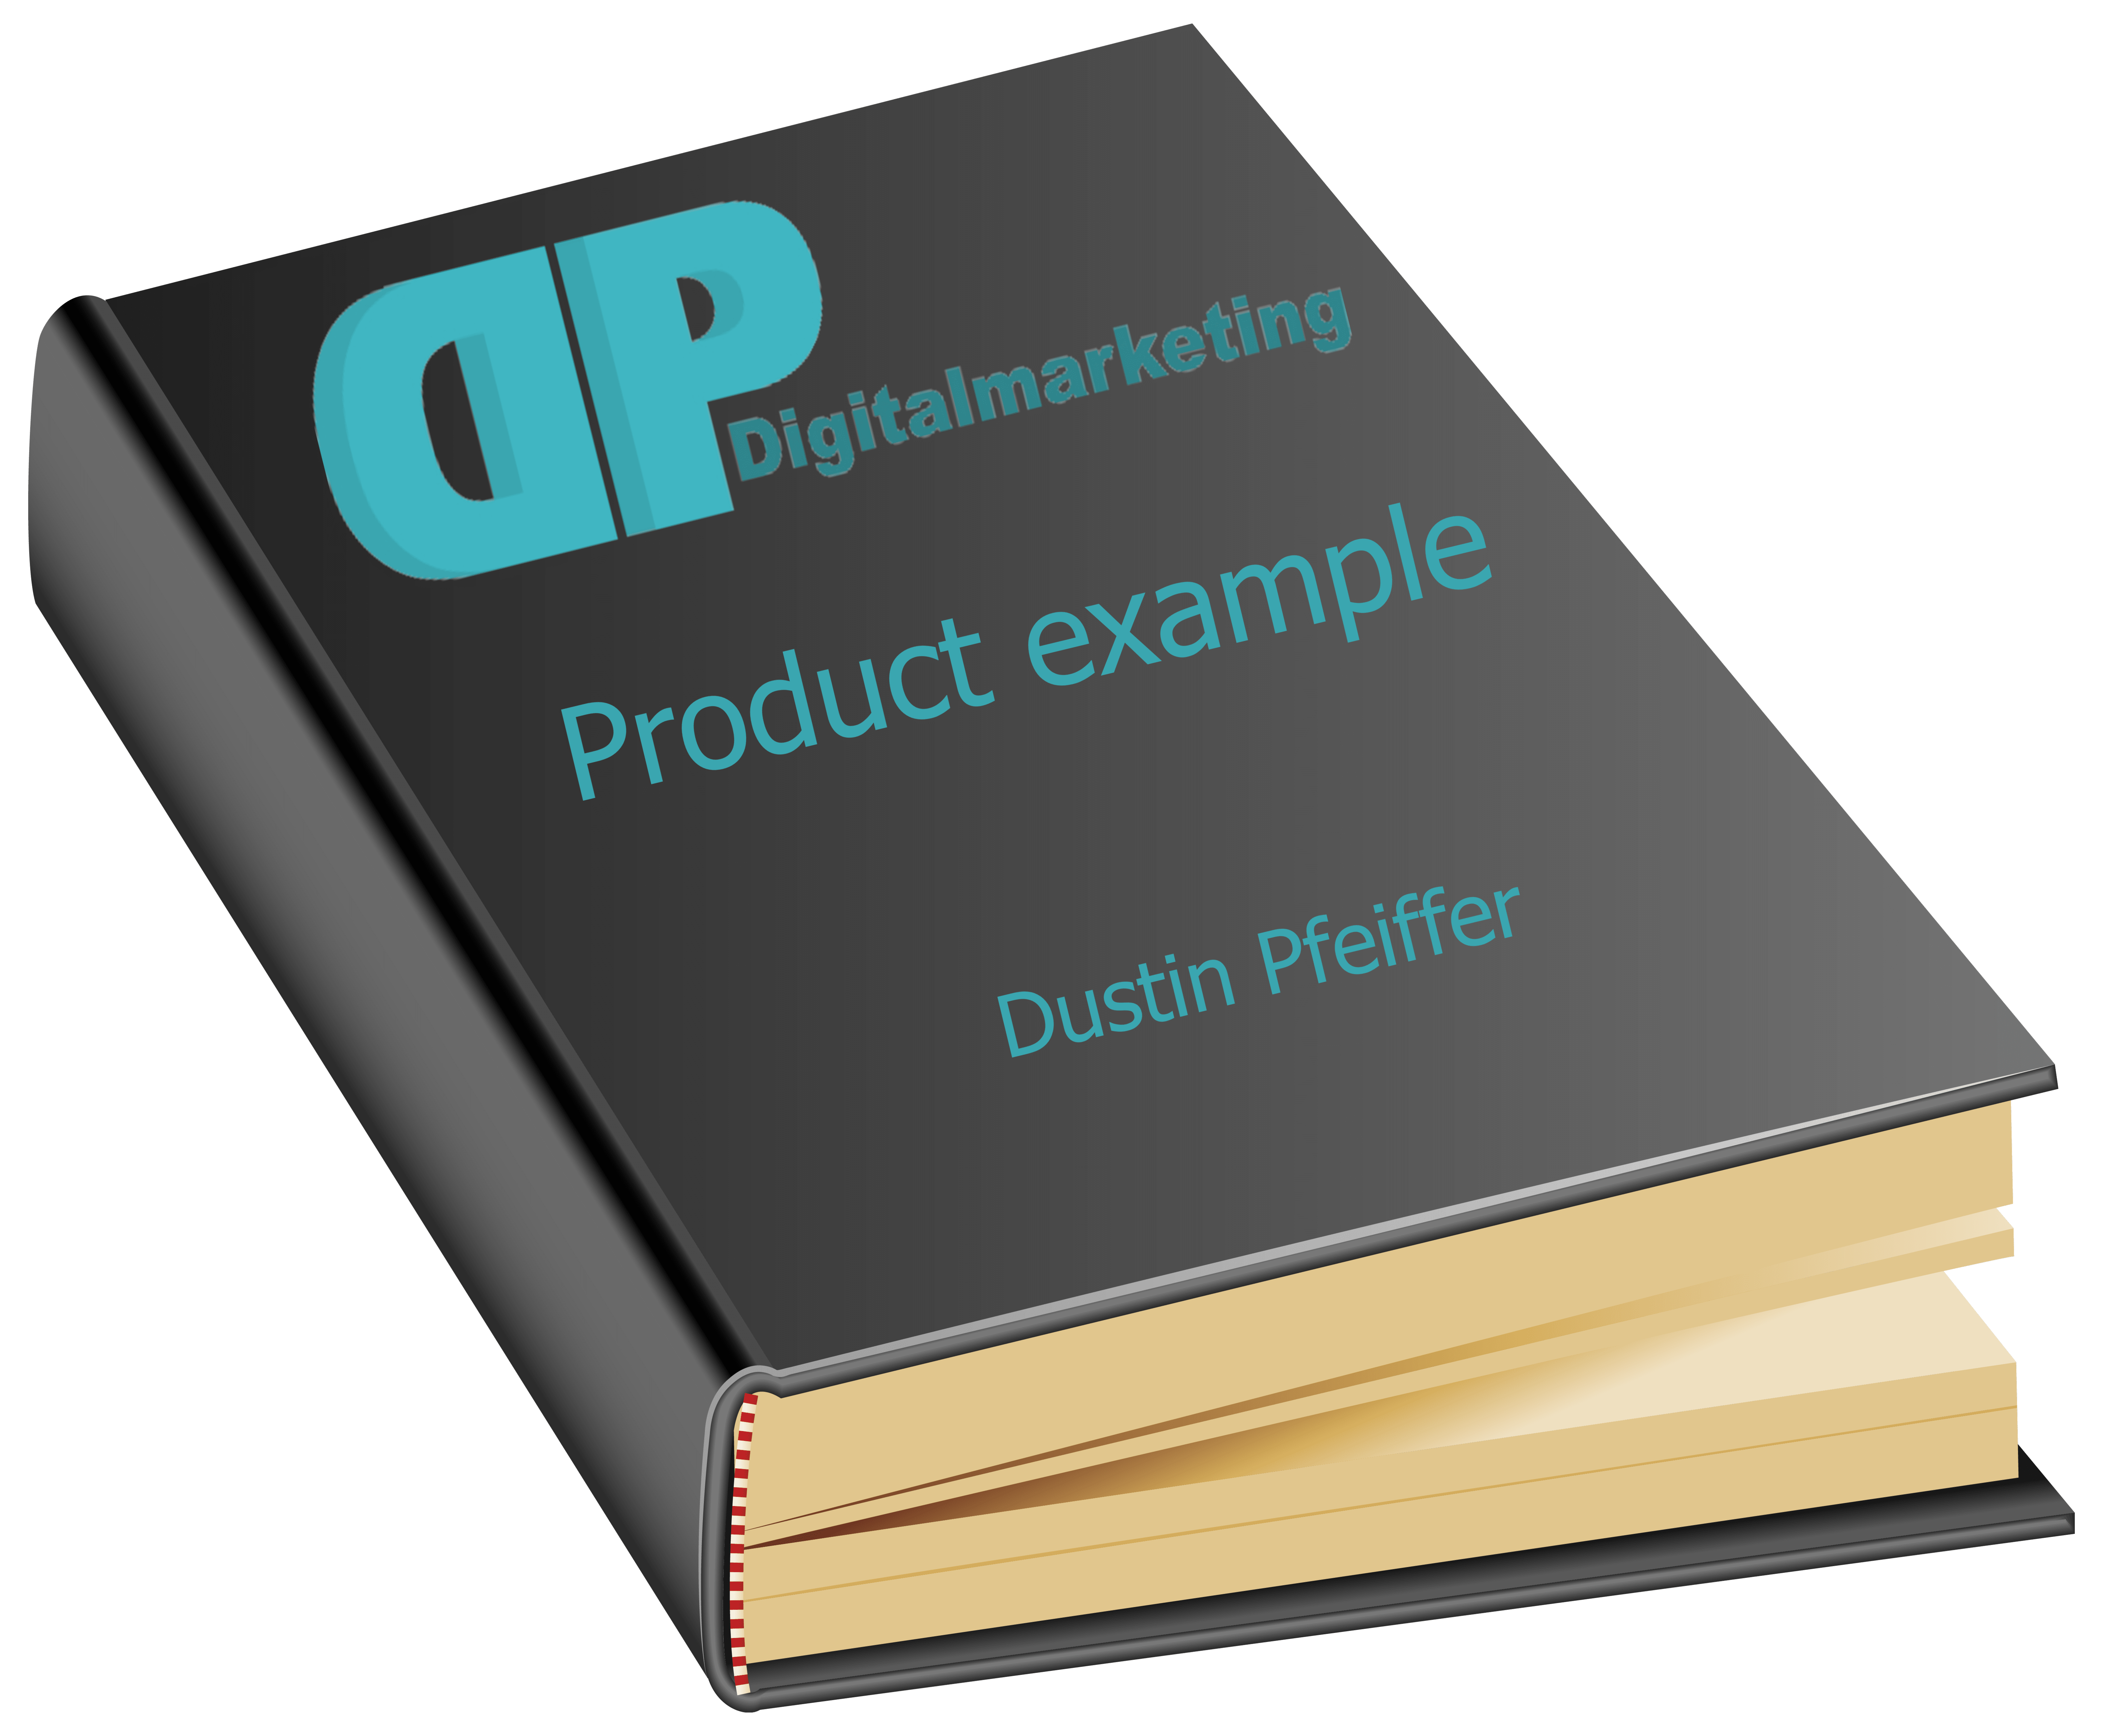 DP
Digitalmarketing
Product example
Dustin Pfeiffer